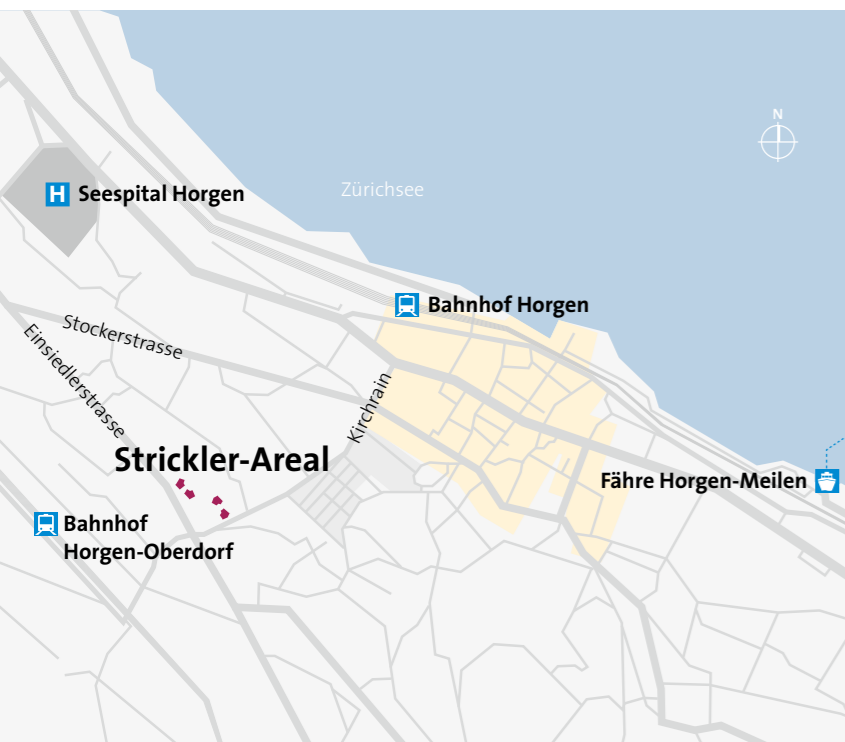 N
Zürichsee
H Seespital Horgen
Bahnhof Horgen
Stockerstrasse
Einsiedlerstrasse
Kirchrain
Strickler-Areal
Fähre Horgen-Meilen
Bahnhof
Horgen-Oberdorf